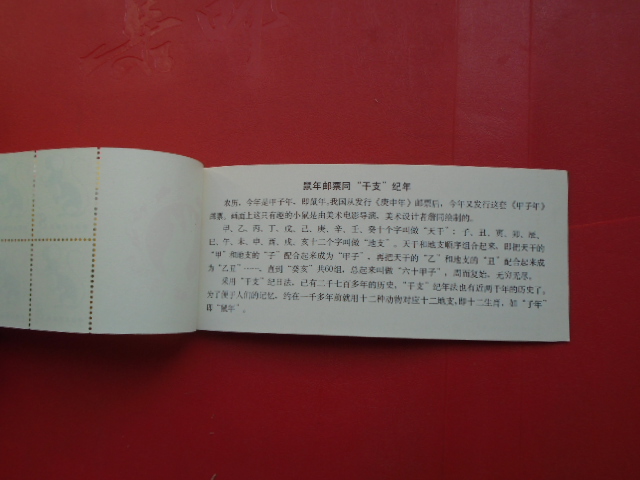 鼠年邮票同“干支”纪年
农历，今年是甲子年，即鼠年，我国从发行《庚申年》邮票后，今年又发行这套《甲子年》
邮票。画面上这只有趣的小鼠是由美术电影导演，美术设计者詹同绘制的。
甲、乙、丙、丁、戊、己、庚、辛、壬、癸十个字叫做“天干”；子、丑、寅、卯、辰、
巳、午、未、申、酉、戌、亥十二个字叫做“地支”。天干和地支顺序组合起来，即把天干的
“甲”和地支的“子”配合起来成为“甲子”，再把天干的“乙”和地支的“丑”配合起来成
为“乙丑”……，直到“癸亥”共60组，总起来叫做“六十甲子”，周而复始，无穷无尽。
采用“干支”纪日法，已有二千七百多年的历史，“干支”纪年法也有近两千年的历史了。
为了便于人们的记忆，约在一千多年前就用十二种动物对应十二地支，即十二生肖，如“子年”
即“鼠年”。